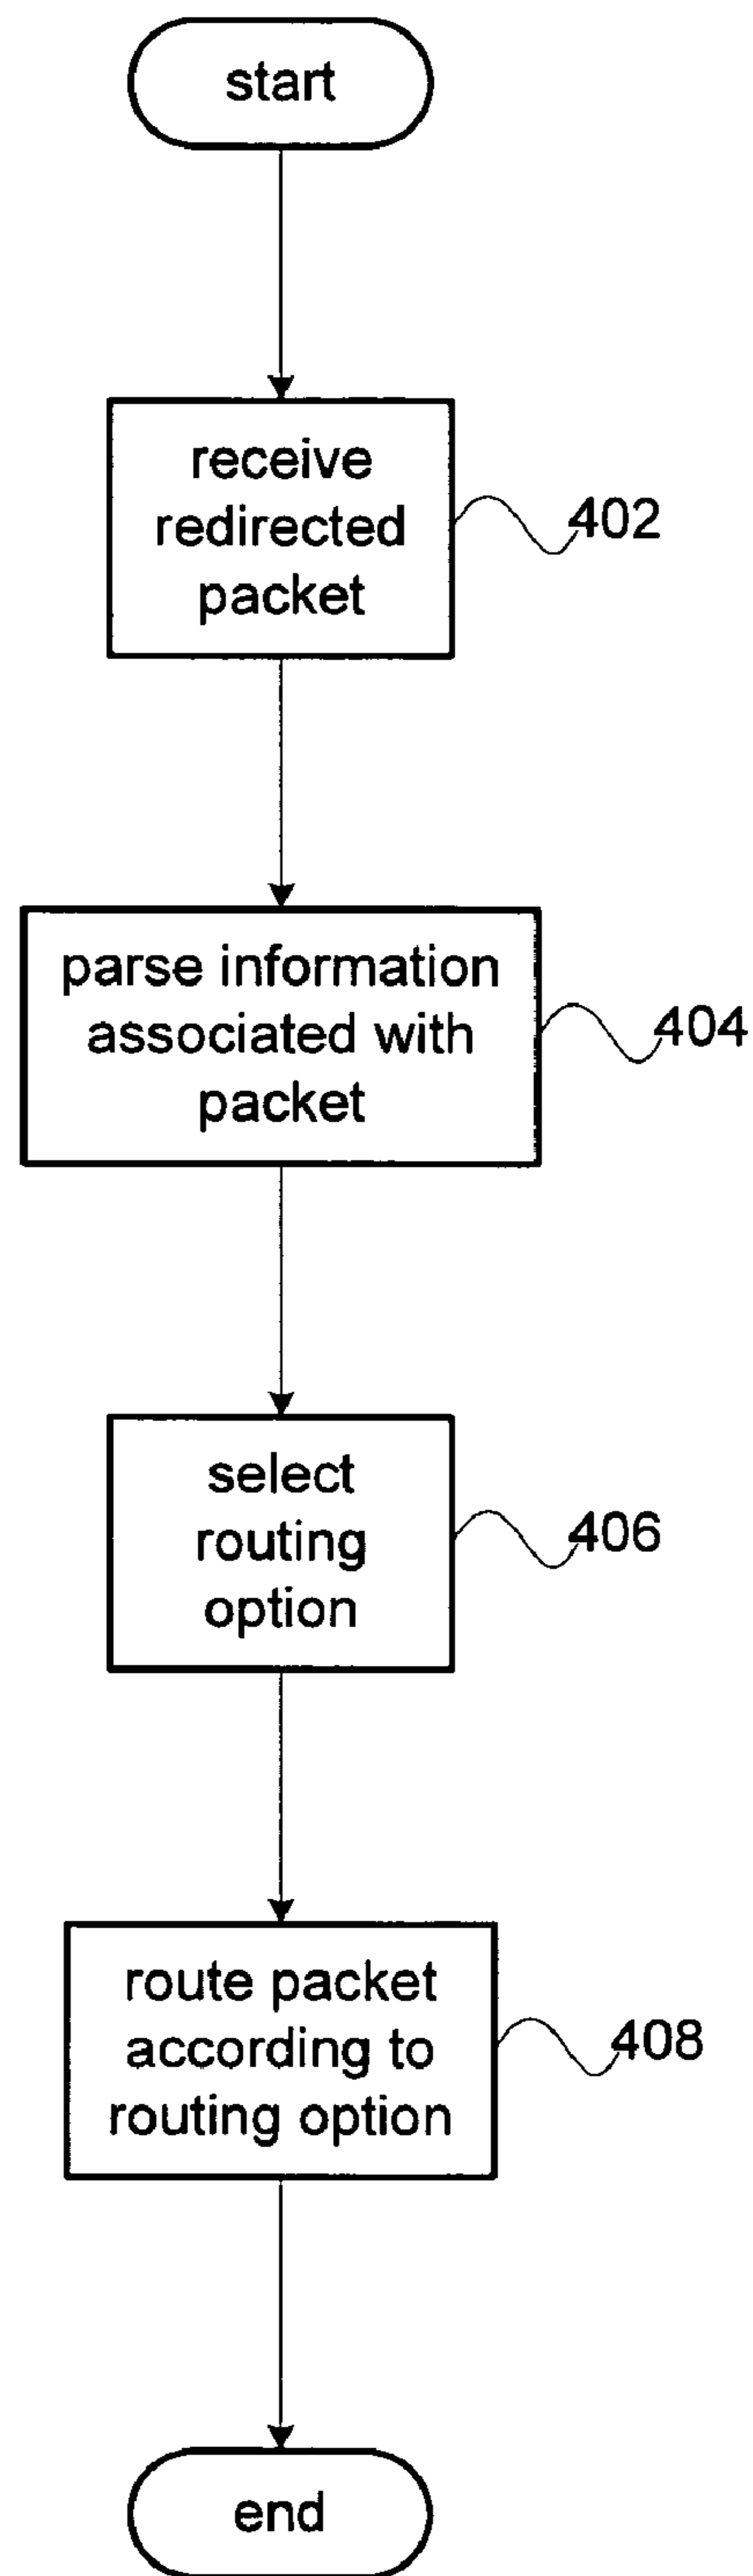 start
receive
redirected
packet
402
parse information
associated with
packet
404
select
routing
option
406
route packet
according to
routing option
408
end